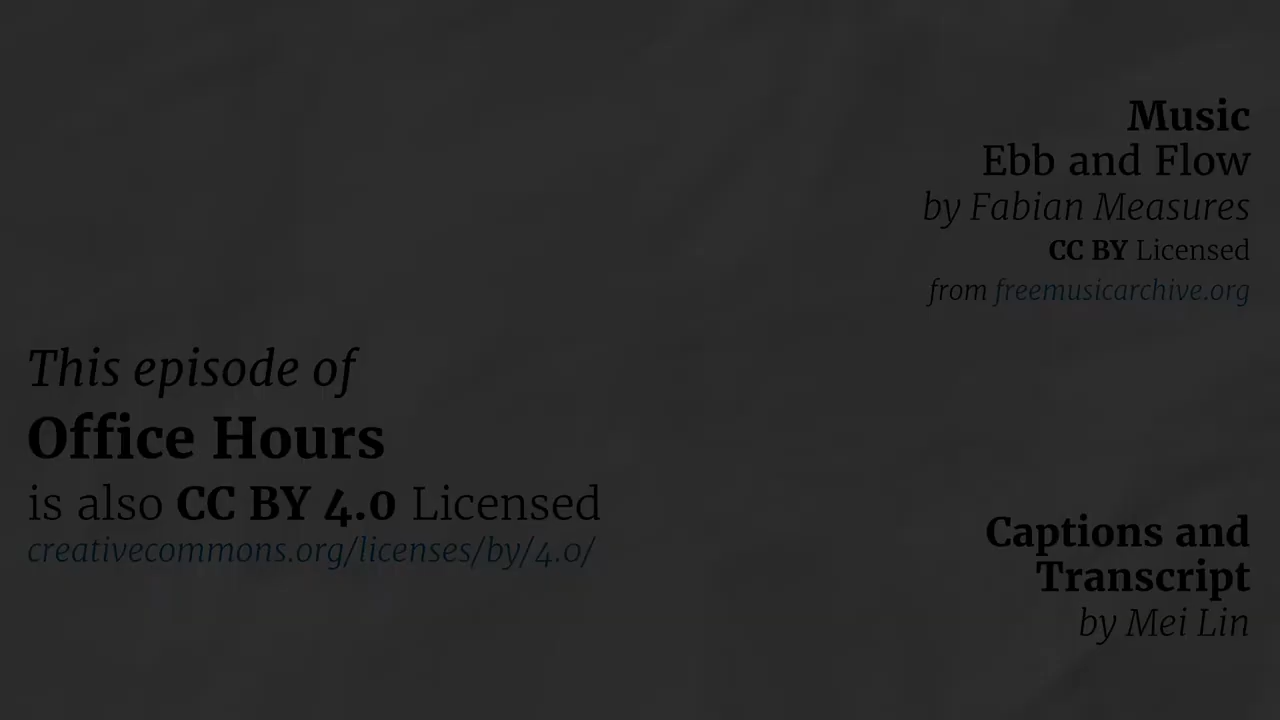 Music
Ebb and Flow
by Fabian Measures
CC BY Licensed
from freemusicarchive.org
This episode of
Office Hours
is also CC BY 4.0 Licensed
creativecommons.org/licenses/by/4.0/
Captions and
Transcript
by Mei Lin